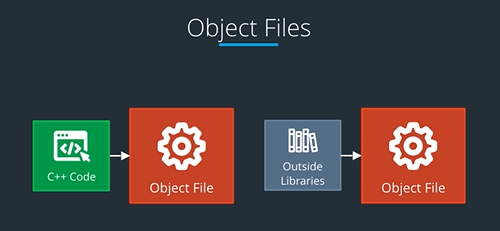 Object Files
C++ Code
Object File
Outside
Libraries
Object File